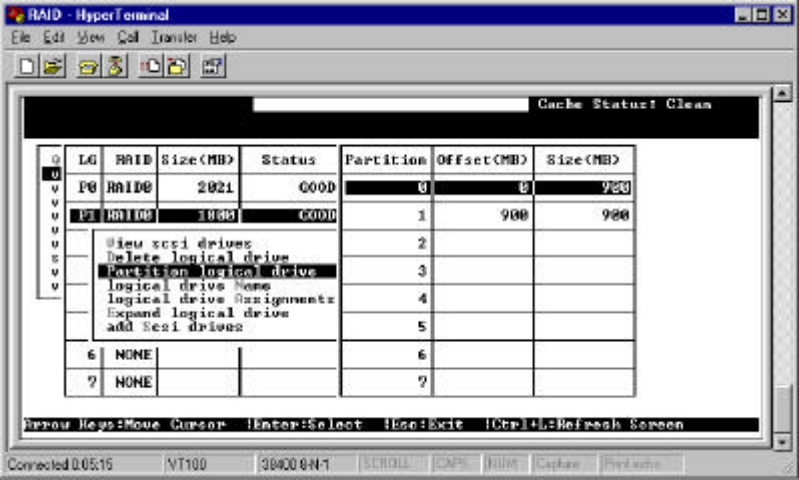 RAID - HyperTerminal
File Edit View Call Transfer Help
Cache Status: Clean
Q LG RAID Size(MB) Status Partition Offset(MB) Size(MB)
v P0 RAID0 2021 GOOD 0 0 900
v P1 RAID0 1800 GOOD 1 900 900
View scsi drives 2
Delete logical drive
Partition logical drive 3
logical drive Name
logical drive Assignments 4
Expand logical drive
add Scsi drives 5
6 NONE 6
7 NONE 7
Arrow Keys:Move Cursor |Enter:Select |Esc:Exit |Ctrl+L:Refresh Screen
Connected 0:05:15 VT100 38400 8-N-1 SCROLL CAPS NUM Capture Print echo